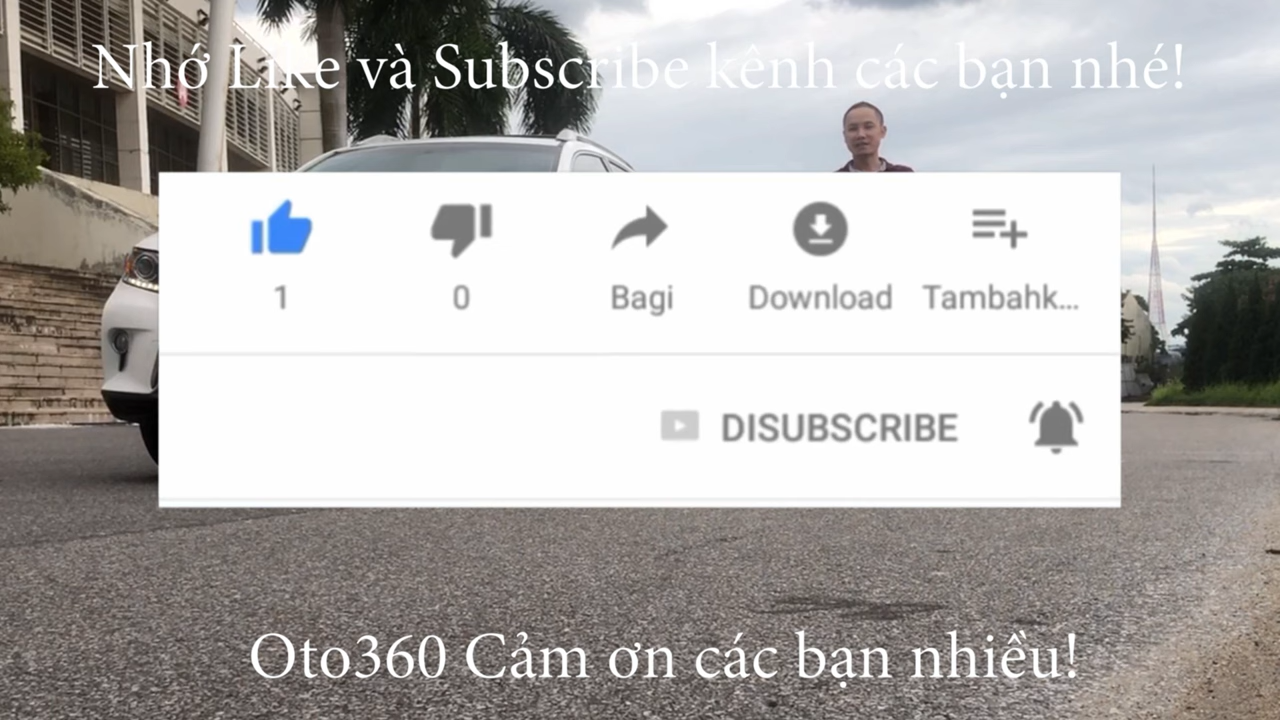 Nhớ Like và Subscribe kênh các bạn nhé!
1 0 Bagi Download Tambahk...
DISUBSCRIBE
Oto360 Cảm ơn các bạn nhiều!